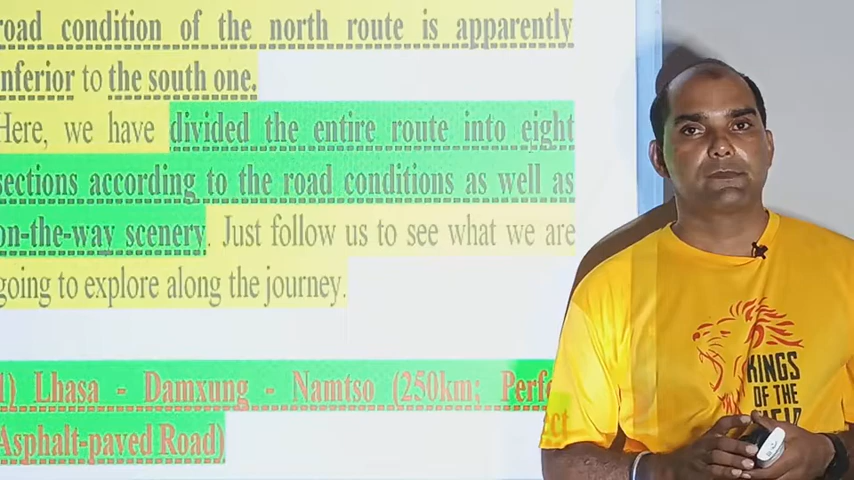 road condition of the north route is apparently
inferior to the south one.
Here, we have divided the entire route into eight
sections according to the road conditions as well as
on-the-way scenery. Just follow us to see what we are
going to explore along the journey.
1) Lhasa - Damxung - Namtso (250km; Perfect
Asphalt-paved Road)
KINGS
OF THE
FIELD